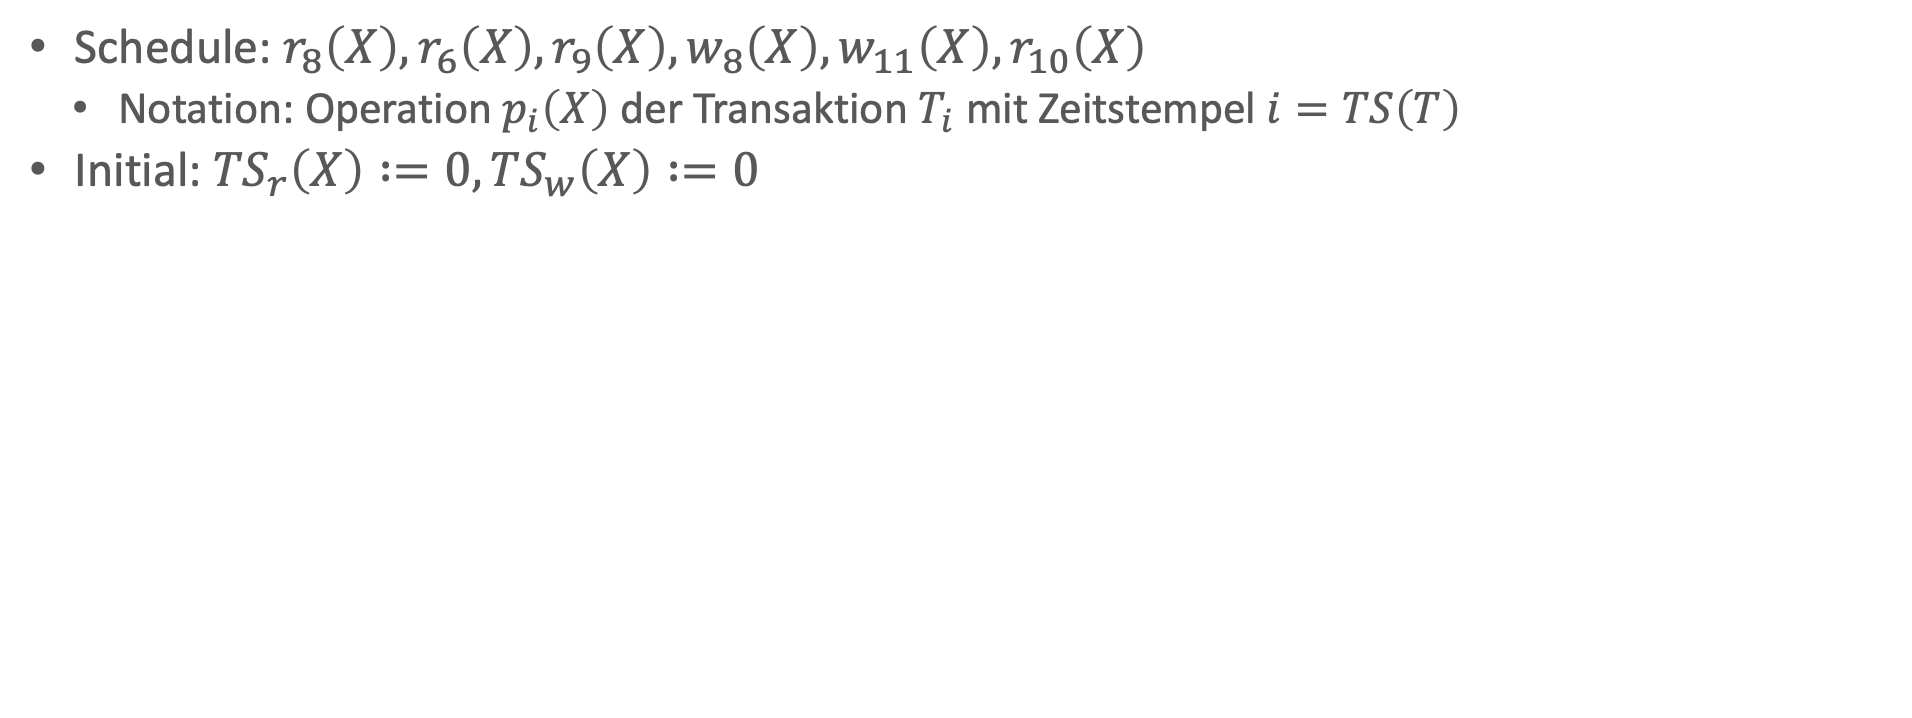 • Schedule: r₈(X), r₆(X), r₉(X), w₈(X), w₁₁(X), r₁₀(X)
• Notation: Operation pᵢ(X) der Transaktion Tᵢ mit Zeitstempel i = TS(T)
• Initial: TSᵣ(X) := 0, TS_w(X) := 0